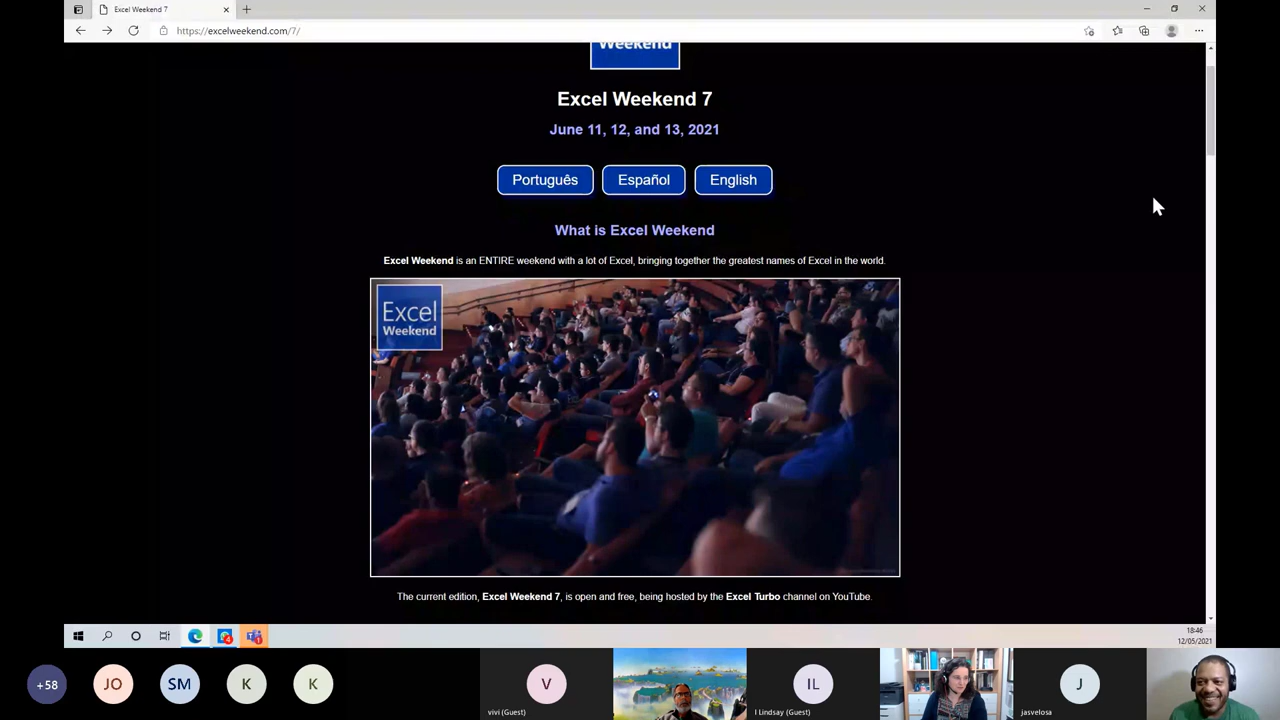 Excel Weekend 7
https://excelweekend.com/7/
Weekend
Excel Weekend 7
June 11, 12, and 13, 2021
Português
Español
English
What is Excel Weekend
Excel Weekend is an ENTIRE weekend with a lot of Excel, bringing together the greatest names of Excel in the world.
Excel
Weekend
The current edition, Excel Weekend 7, is open and free, being hosted by the Excel Turbo channel on YouTube.
4
1
18:46
12/05/2021
+58
JO
SM
K
K
V
vivi (Guest)
IL
I Lindsay (Guest)
J
jasvelosa